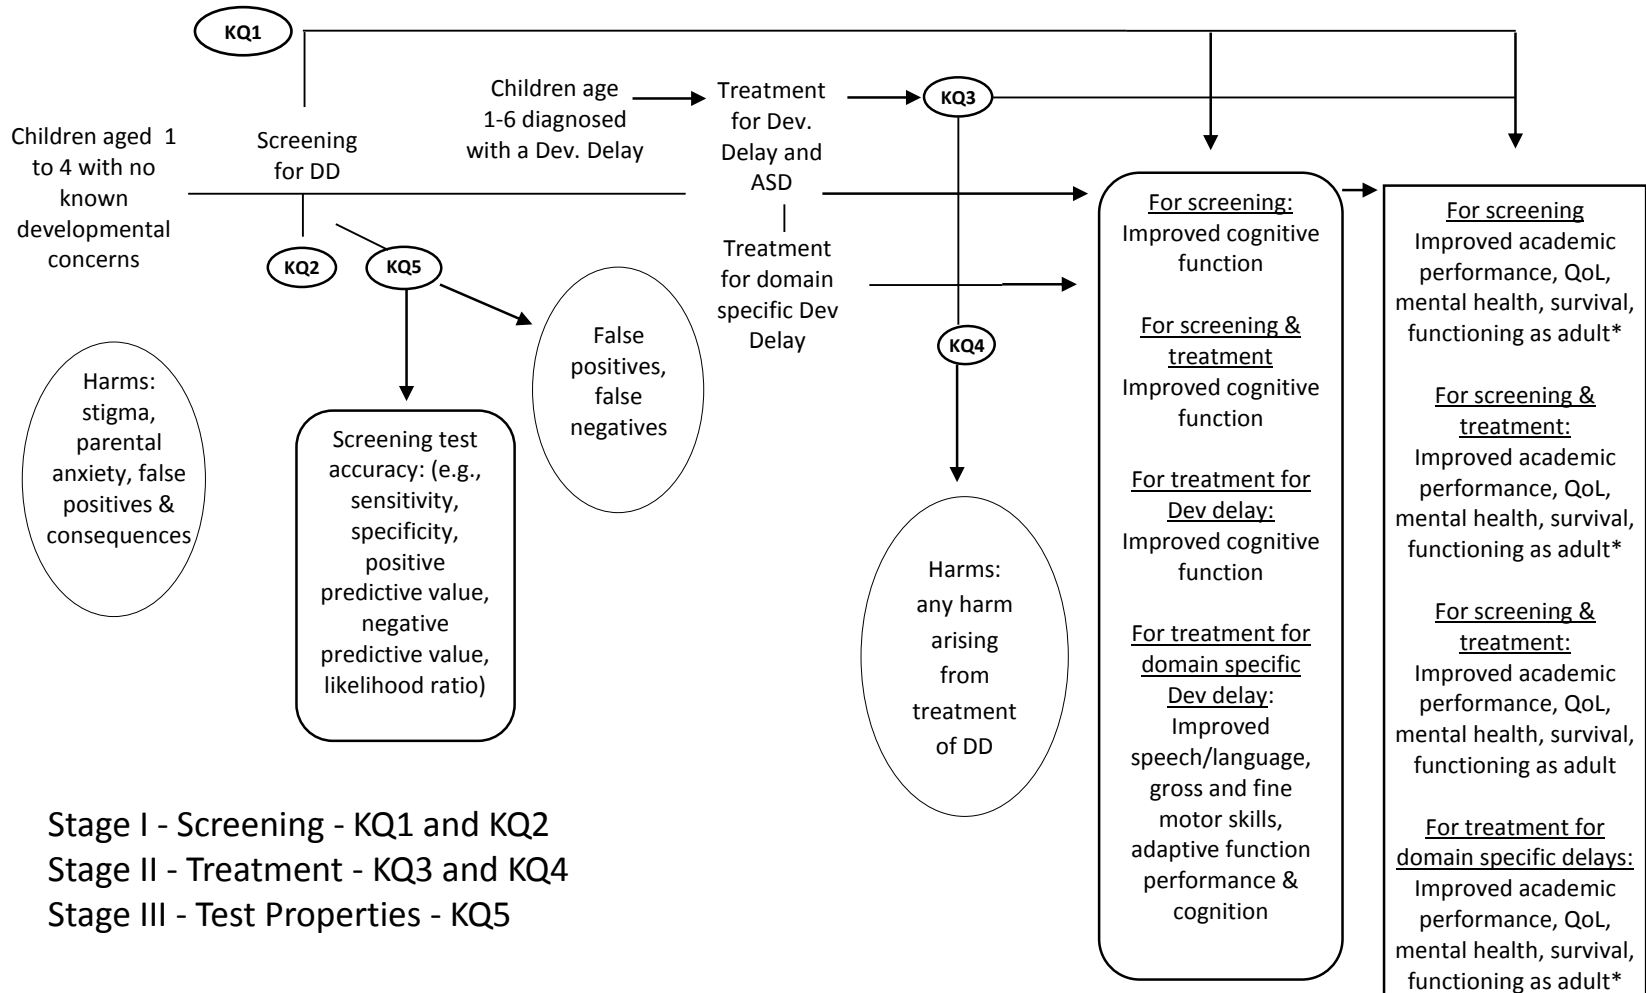 KQ1
Children aged 1
to 4 with no
known
developmental
concerns
Screening
for DD
Children age
1-6 diagnosed
with a Dev. Delay
Treatment
for Dev.
Delay and
ASD
Treatment
for domain
specific Dev
Delay
KQ3
KQ2
KQ5
KQ4
Harms:
stigma,
parental
anxiety, false
positives &
consequences
Screening test
accuracy: (e.g.,
sensitivity,
specificity,
positive
predictive value,
negative
predictive value,
likelihood ratio)
False
positives,
false
negatives
Harms:
any harm
arising
from
treatment
of DD
For screening:
Improved cognitive
function
For screening &
treatment
Improved cognitive
function
For treatment for
Dev delay:
Improved cognitive
function
For treatment for
domain specific
Dev delay:
Improved
speech/language,
gross and fine
motor skills,
adaptive function
performance &
cognition
For screening
Improved academic
performance, QoL,
mental health, survival,
functioning as adult*
For screening &
treatment:
Improved academic
performance, QoL,
mental health, survival,
functioning as adult*
For screening &
treatment:
Improved academic
performance, QoL,
mental health, survival,
functioning as adult
For treatment for
domain specific delays:
Improved academic
performance, QoL,
mental health, survival,
functioning as adult*
Stage I - Screening - KQ1 and KQ2
Stage II - Treatment - KQ3 and KQ4
Stage III - Test Properties - KQ5